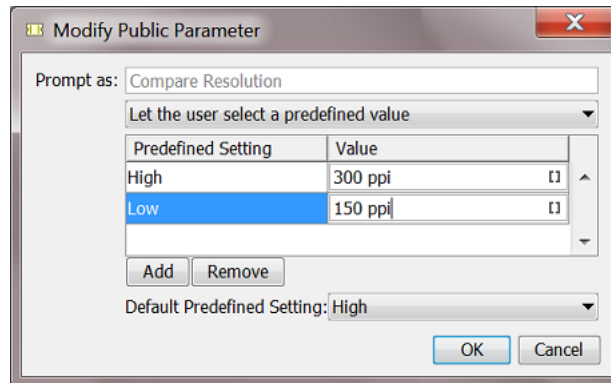 Modify Public Parameter
Prompt as: Compare Resolution
Let the user select a predefined value
Predefined Setting Value
High 300 ppi
Low 150 ppi
Add Remove
Default Predefined Setting: High
OK Cancel